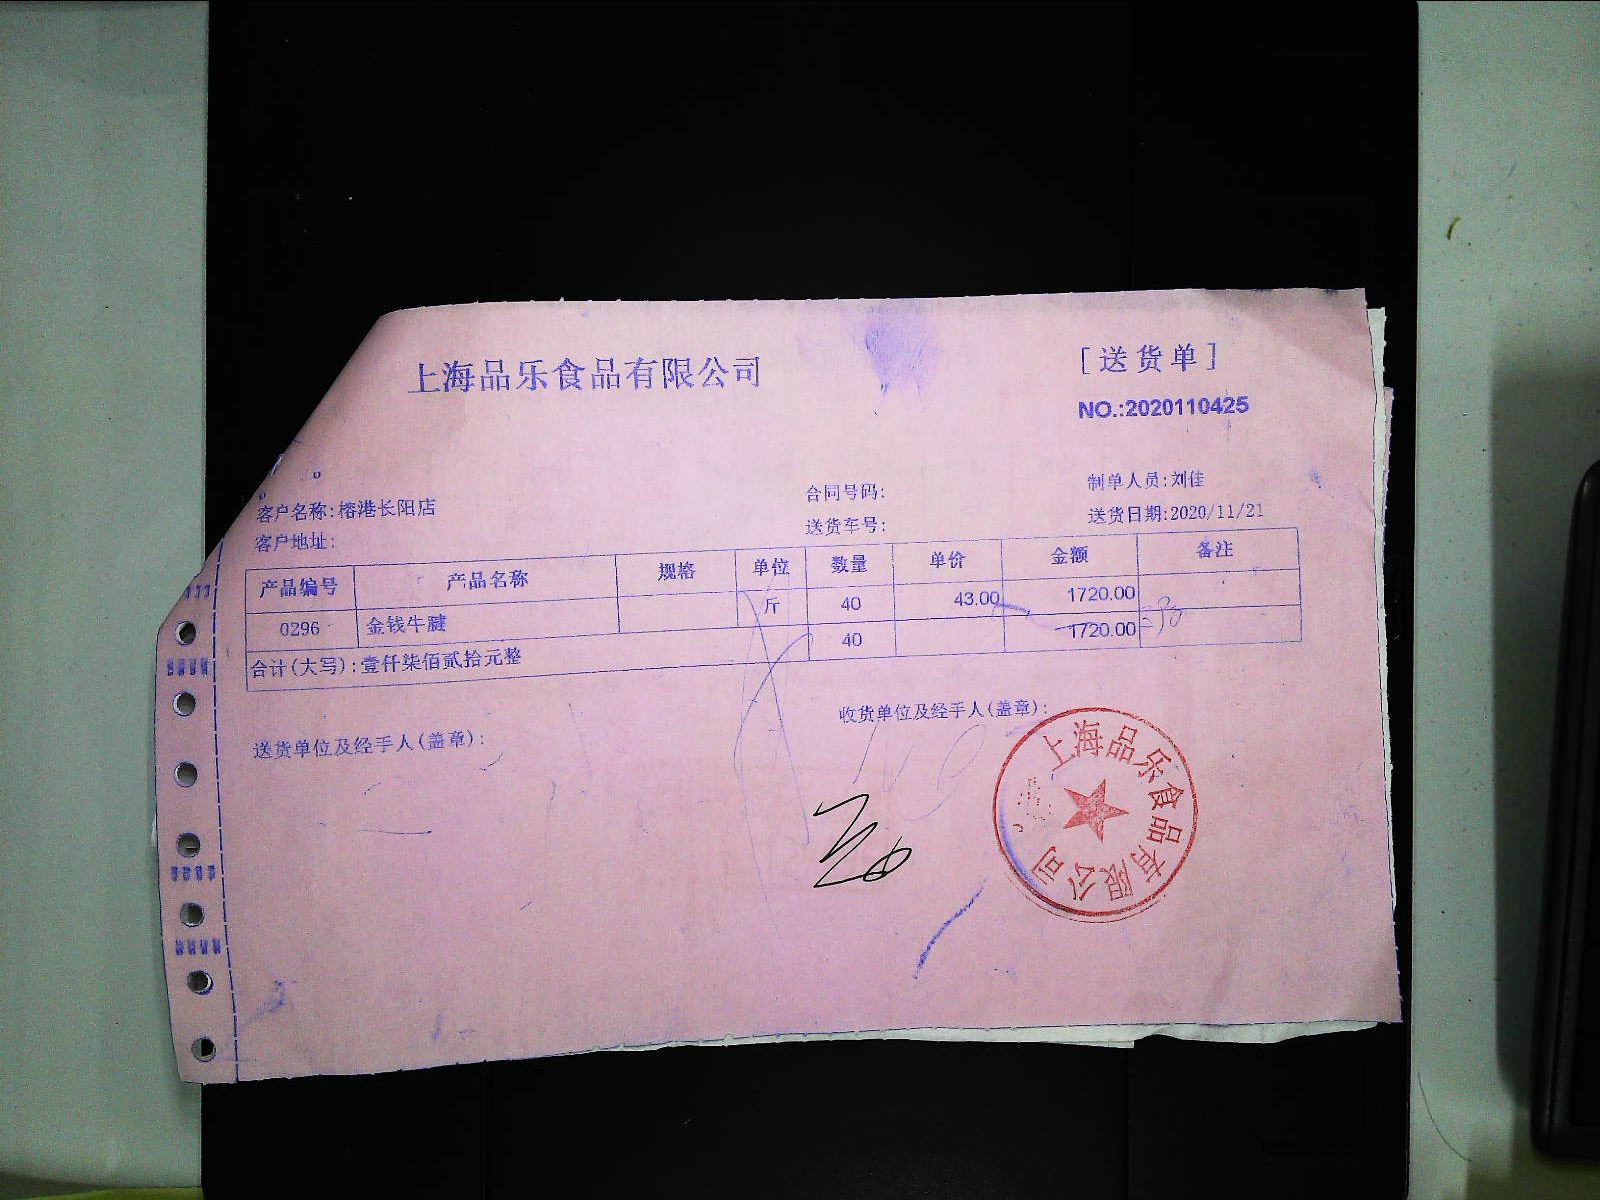 上海品乐食品有限公司
[送货单]
NO.:2020110425
客户名称:榕港长阳店
合同号码:
制单人员:刘佳
客户地址:
送货车号:
送货日期:2020/11/21
产品编号 产品名称 规格 单位 数量 单价 金额 备注
0296 金钱牛腱 斤 40 43.00 1720.00
合计(大写):壹仟柒佰贰拾元整 40 1720.00
送货单位及经手人(盖章):
收货单位及经手人(盖章):
上海品乐食品有限公司